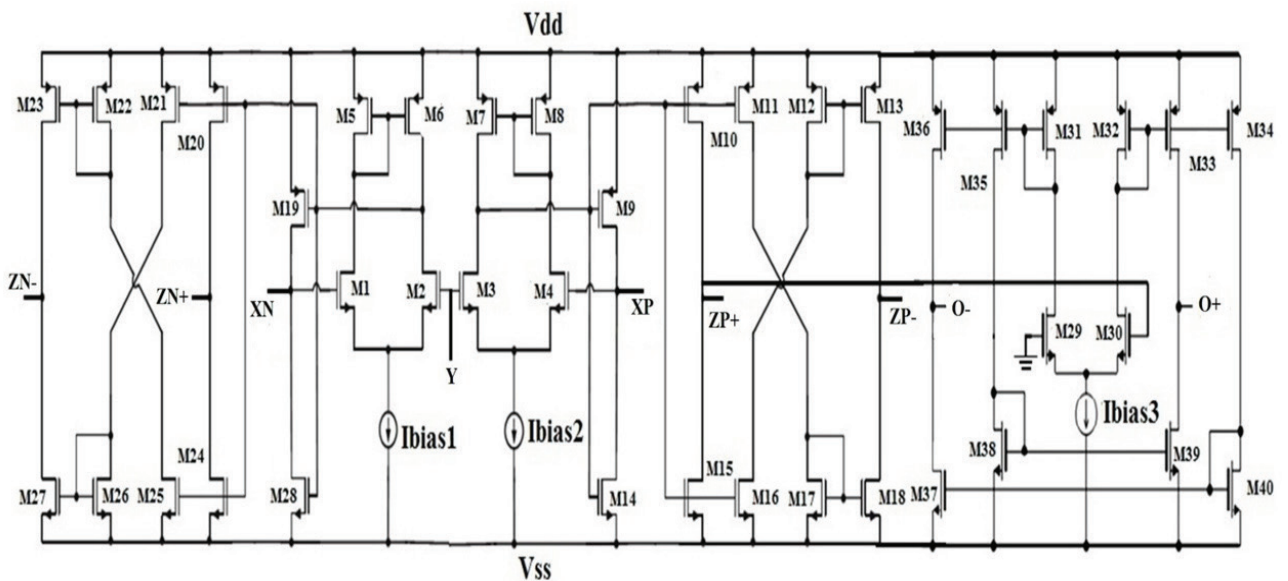 Vdd
M23
M22
M21
M20
M5
M6
M7
M8
M10
M11
M12
M13
M36
M35
M31
M32
M33
M34
M19
M9
ZN-
ZN+
XN
M1
M2
M3
M4
XP
Y
ZP+
ZP-
O-
M29
M30
O+
Ibias1
Ibias2
Ibias3
M27
M26
M25
M24
M28
M14
M15
M16
M17
M18
M37
M38
M39
M40
Vss